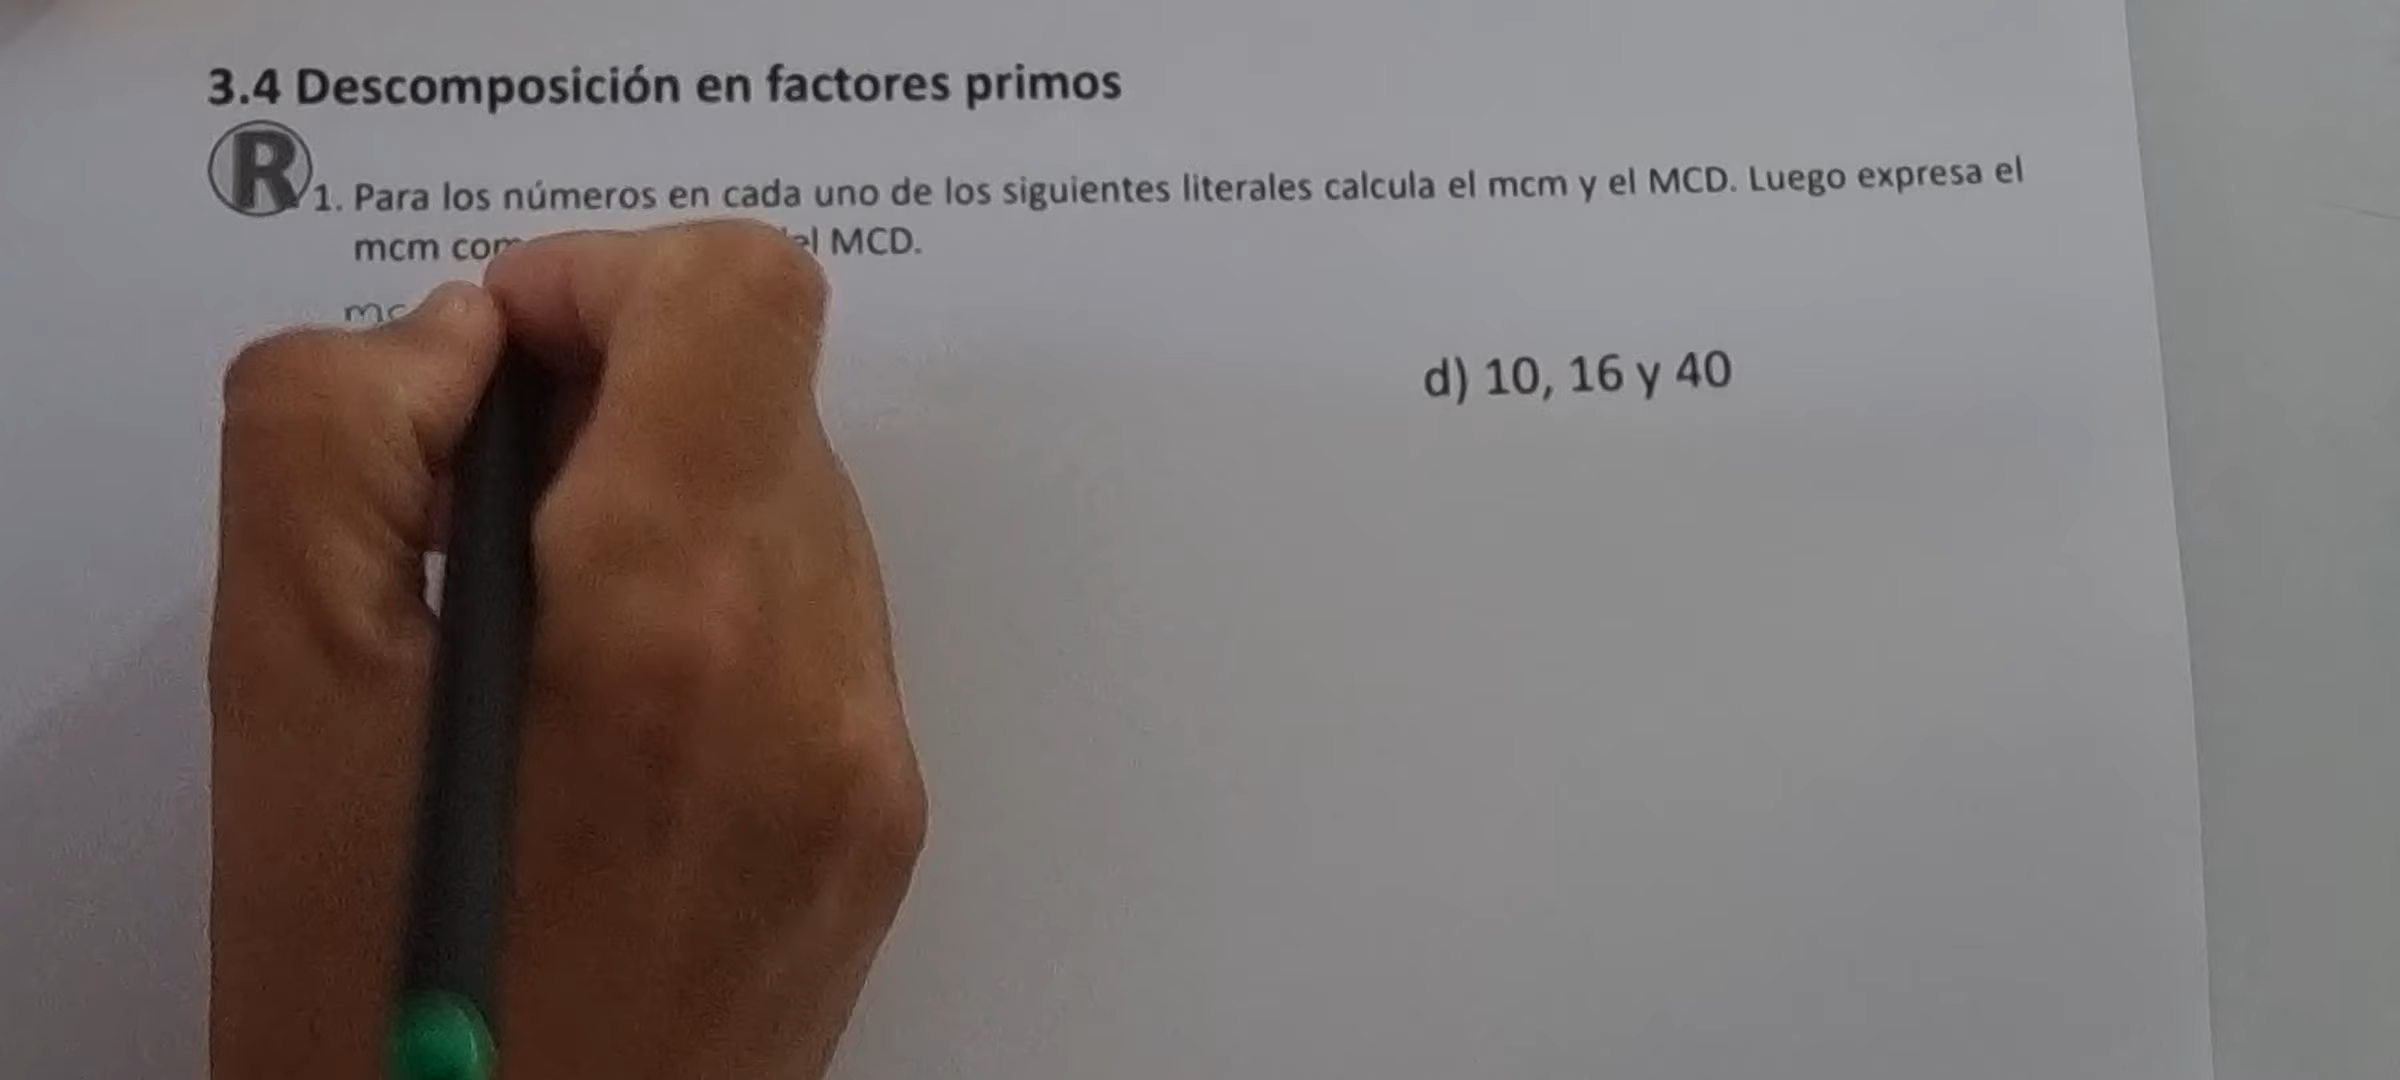 3.4 Descomposición en factores primos
R
1. Para los números en cada uno de los siguientes literales calcula el mcm y el MCD. Luego expresa el
mcm MCD.
d) 10, 16 y 40